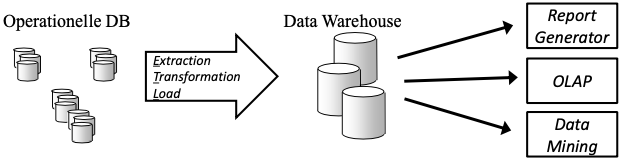 Operationelle DB
Data Warehouse
Extraction
Transformation
Load
Report
Generator
OLAP
Data
Mining